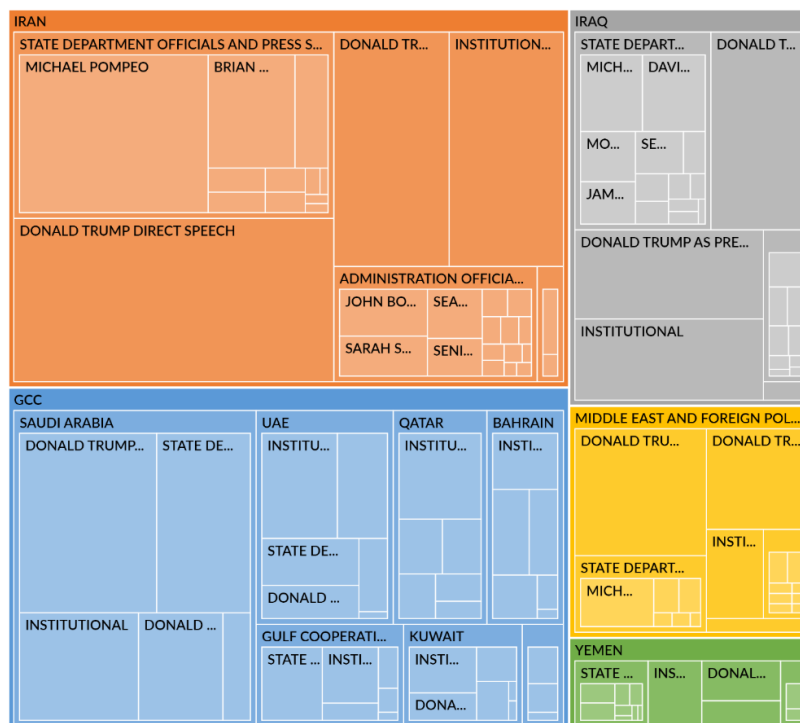 IRAN
STATE DEPARTMENT OFFICIALS AND PRESS S...
MICHAEL POMPEO
BRIAN ...
DONALD TR...
INSTITUTION...
DONALD TRUMP DIRECT SPEECH
ADMINISTRATION OFFICIA...
JOHN BO...
SEA...
SARAH S...
SENI...
IRAQ
STATE DEPART...
DONALD T...
MICH...
DAVI...
MO...
SE...
JAM...
DONALD TRUMP AS PRE...
INSTITUTIONAL
GCC
SAUDI ARABIA
DONALD TRUMP...
STATE DE...
INSTITUTIONAL
DONALD ...
UAE
INSTITU...
STATE DE...
DONALD ...
QATAR
INSTITU...
BAHRAIN
INSTI...
GULF COOPERATI...
STATE ...
INSTI...
KUWAIT
INSTI...
DONA...
MIDDLE EAST AND FOREIGN POL...
DONALD TRU...
DONALD TR...
INSTI...
STATE DEPART...
MICH...
YEMEN
STATE ...
INS...
DONAL...